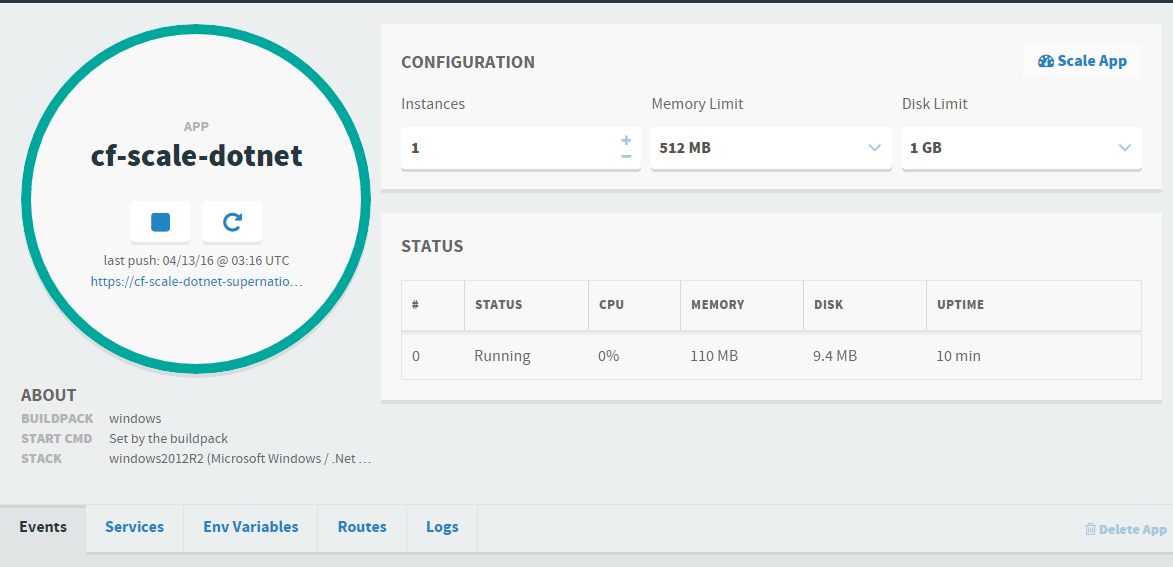 APP
cf-scale-dotnet
last push: 04/13/16 @ 03:16 UTC
https://cf-scale-dotnet-supernatio...
ABOUT
BUILDPACK windows
START CMD Set by the buildpack
STACK windows2012R2 (Microsoft Windows / .Net ...
CONFIGURATION
Scale App
Instances Memory Limit Disk Limit
1 512 MB 1 GB
STATUS
# STATUS CPU MEMORY DISK UPTIME
0 Running 0% 110 MB 9.4 MB 10 min
Events Services Env Variables Routes Logs
Delete App